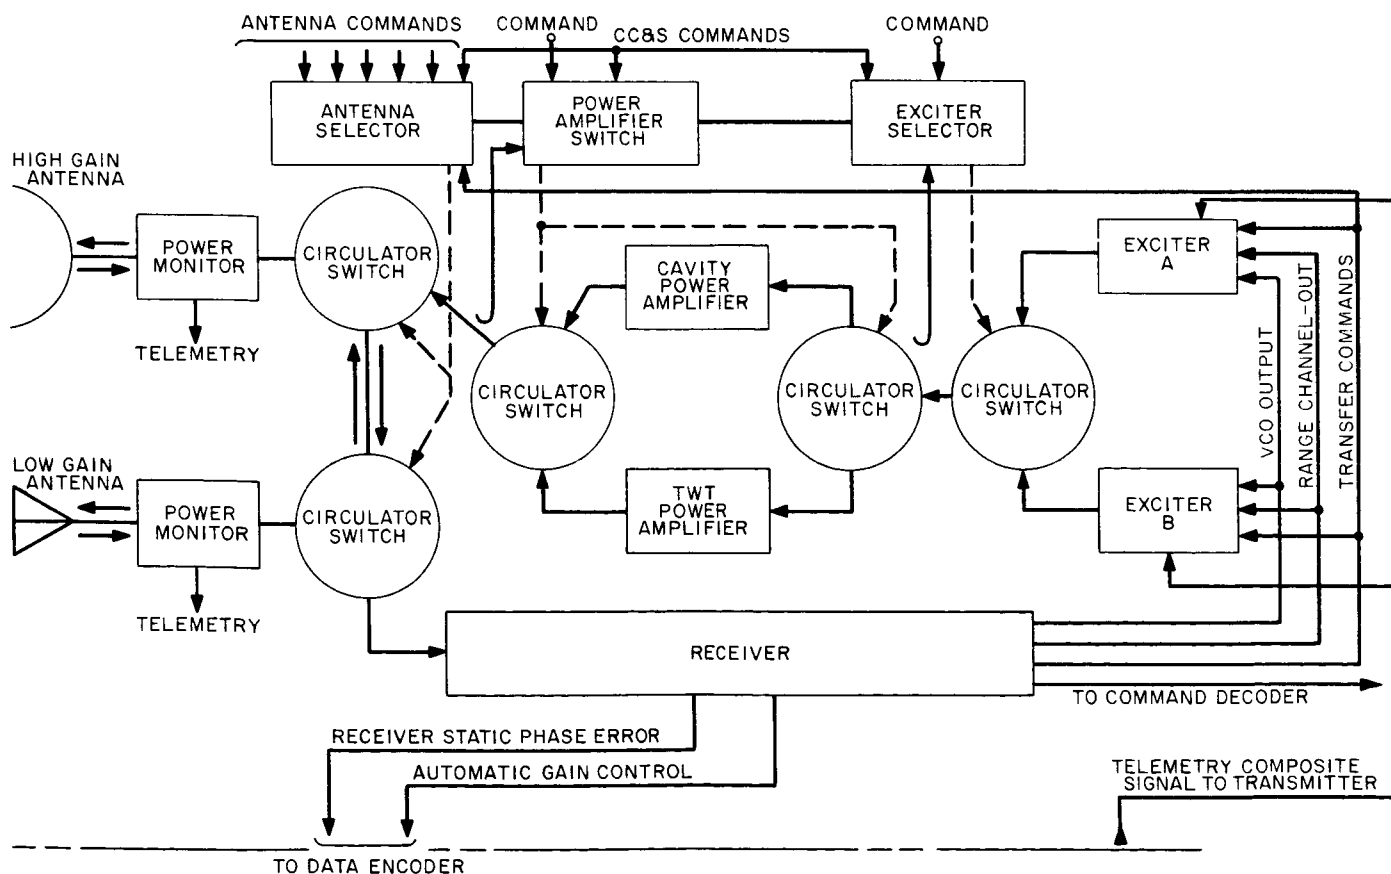 ANTENNA COMMANDS
COMMAND
CC&S COMMANDS
COMMAND
ANTENNA
SELECTOR
POWER
AMPLIFIER
SWITCH
EXCITER
SELECTOR
HIGH GAIN
ANTENNA
POWER
MONITOR
CIRCULATOR
SWITCH
TELEMETRY
CAVITY
POWER
AMPLIFIER
EXCITER
A
CIRCULATOR
SWITCH
CIRCULATOR
SWITCH
CIRCULATOR
SWITCH
VCO OUTPUT
RANGE CHANNEL-OUT
TRANSFER COMMANDS
LOW GAIN
ANTENNA
POWER
MONITOR
CIRCULATOR
SWITCH
TELEMETRY
TWT
POWER
AMPLIFIER
EXCITER
B
RECEIVER
TO COMMAND DECODER
RECEIVER STATIC PHASE ERROR
AUTOMATIC GAIN CONTROL
TELEMETRY COMPOSITE
SIGNAL TO TRANSMITTER
TO DATA ENCODER